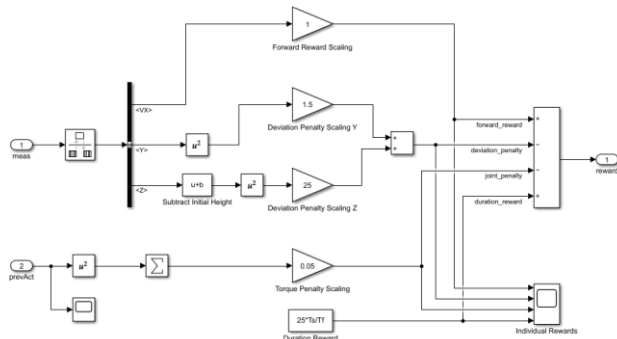 1
Forward Reward Scaling
<VX>
forward_reward
+
1.5
1
meas
<Y>
u²
Deviation Penalty Scaling Y
+
+
deviation_penalty
−
1
reward
<Z>
u+b
u²
25
joint_penalty
−
Subtract Initial Height
Deviation Penalty Scaling Z
duration_reward
+
2
prevAct
u²
∑
0.05
Torque Penalty Scaling
25*Ts/Tf
Duration Reward
Individual Rewards